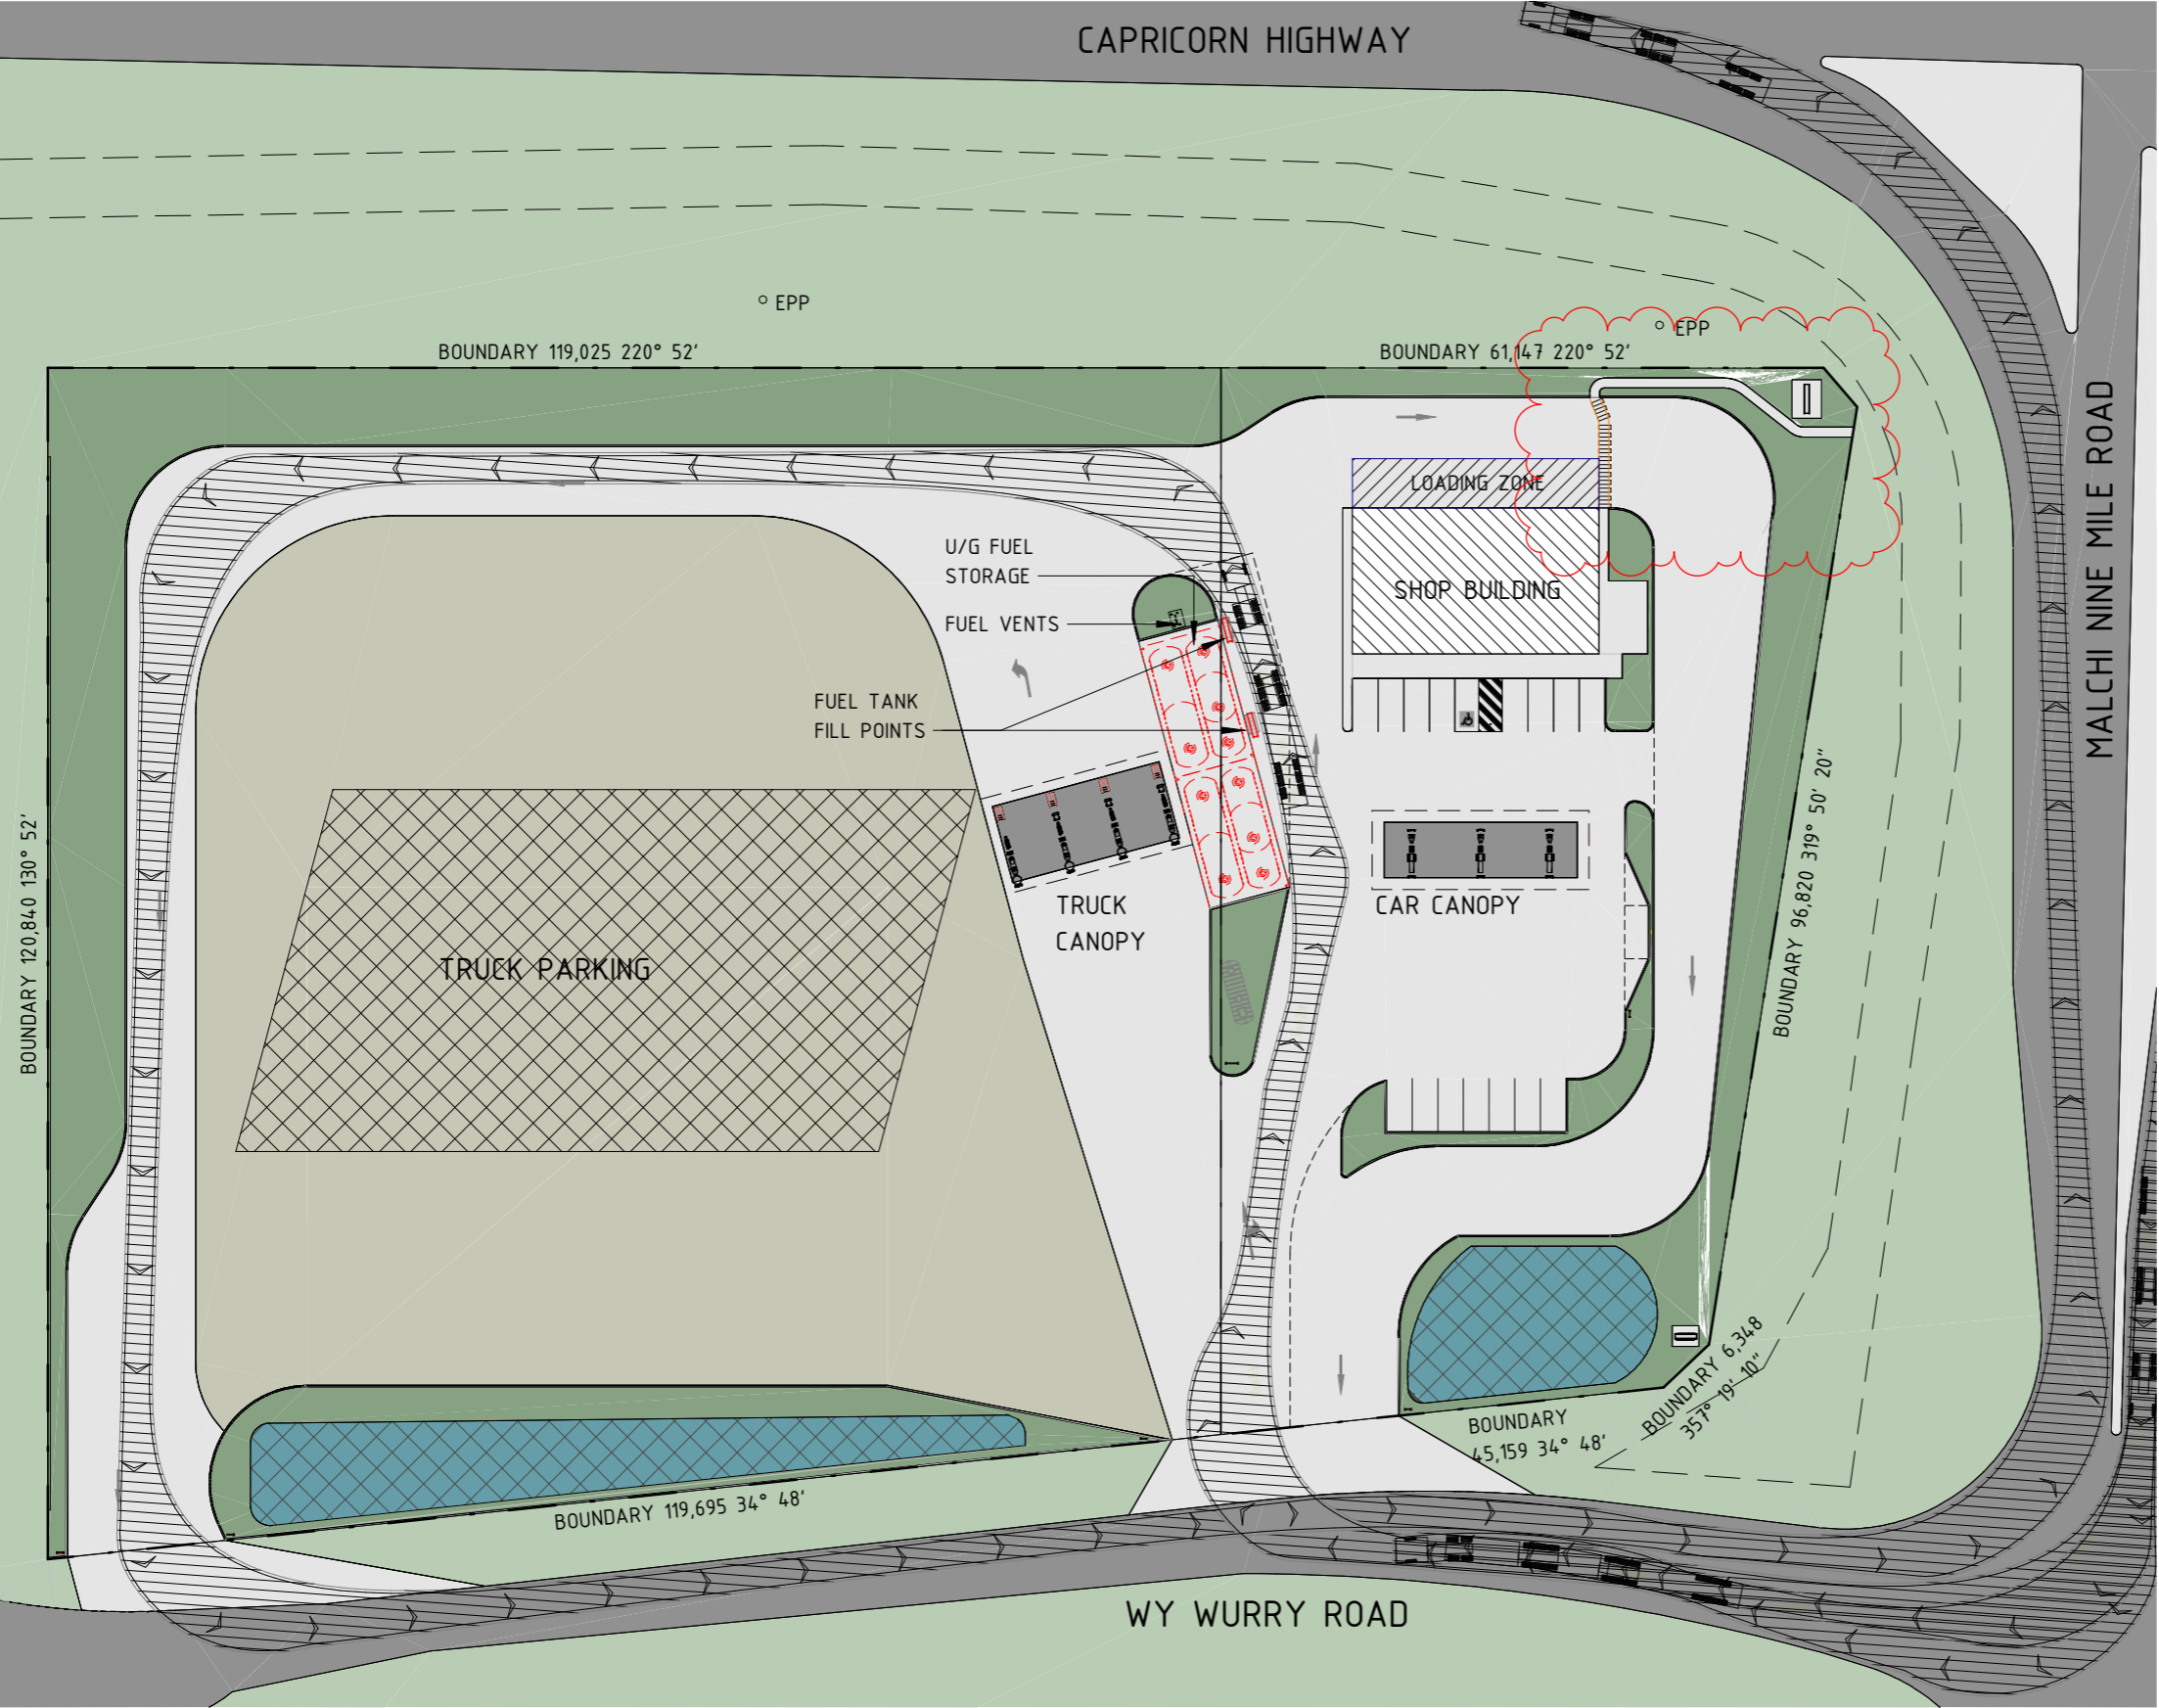 CAPRICORN HIGHWAY
EPP
EPP
BOUNDARY 119,025 220° 52'
BOUNDARY 61,147 220° 52'
LOADING ZONE
U/G FUEL
STORAGE
SHOP BUILDING
FUEL VENTS
FUEL TANK
FILL POINTS
MALCHI NINE MILE ROAD
BOUNDARY 120,840 130° 52'
BOUNDARY 96,820 319° 50' 20"
TRUCK
CANOPY
CAR CANOPY
TRUCK PARKING
BOUNDARY 6,348
357° 19' 10"
BOUNDARY
45,159 34° 48'
BOUNDARY 119,695 34° 48'
WY WURRY ROAD